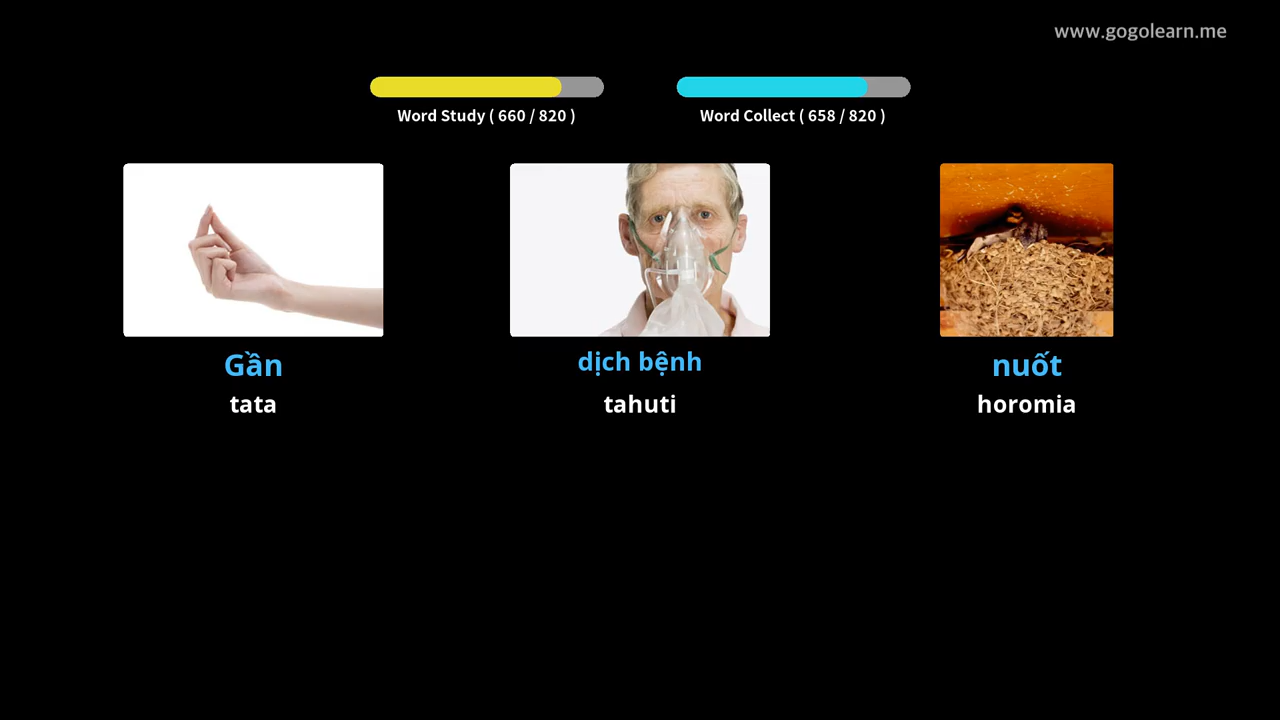 www.gogolearn.me
Word Study ( 660 / 820 )
Word Collect ( 658 / 820 )
Gần
dịch bệnh
nuốt
tata
tahuti
horomia